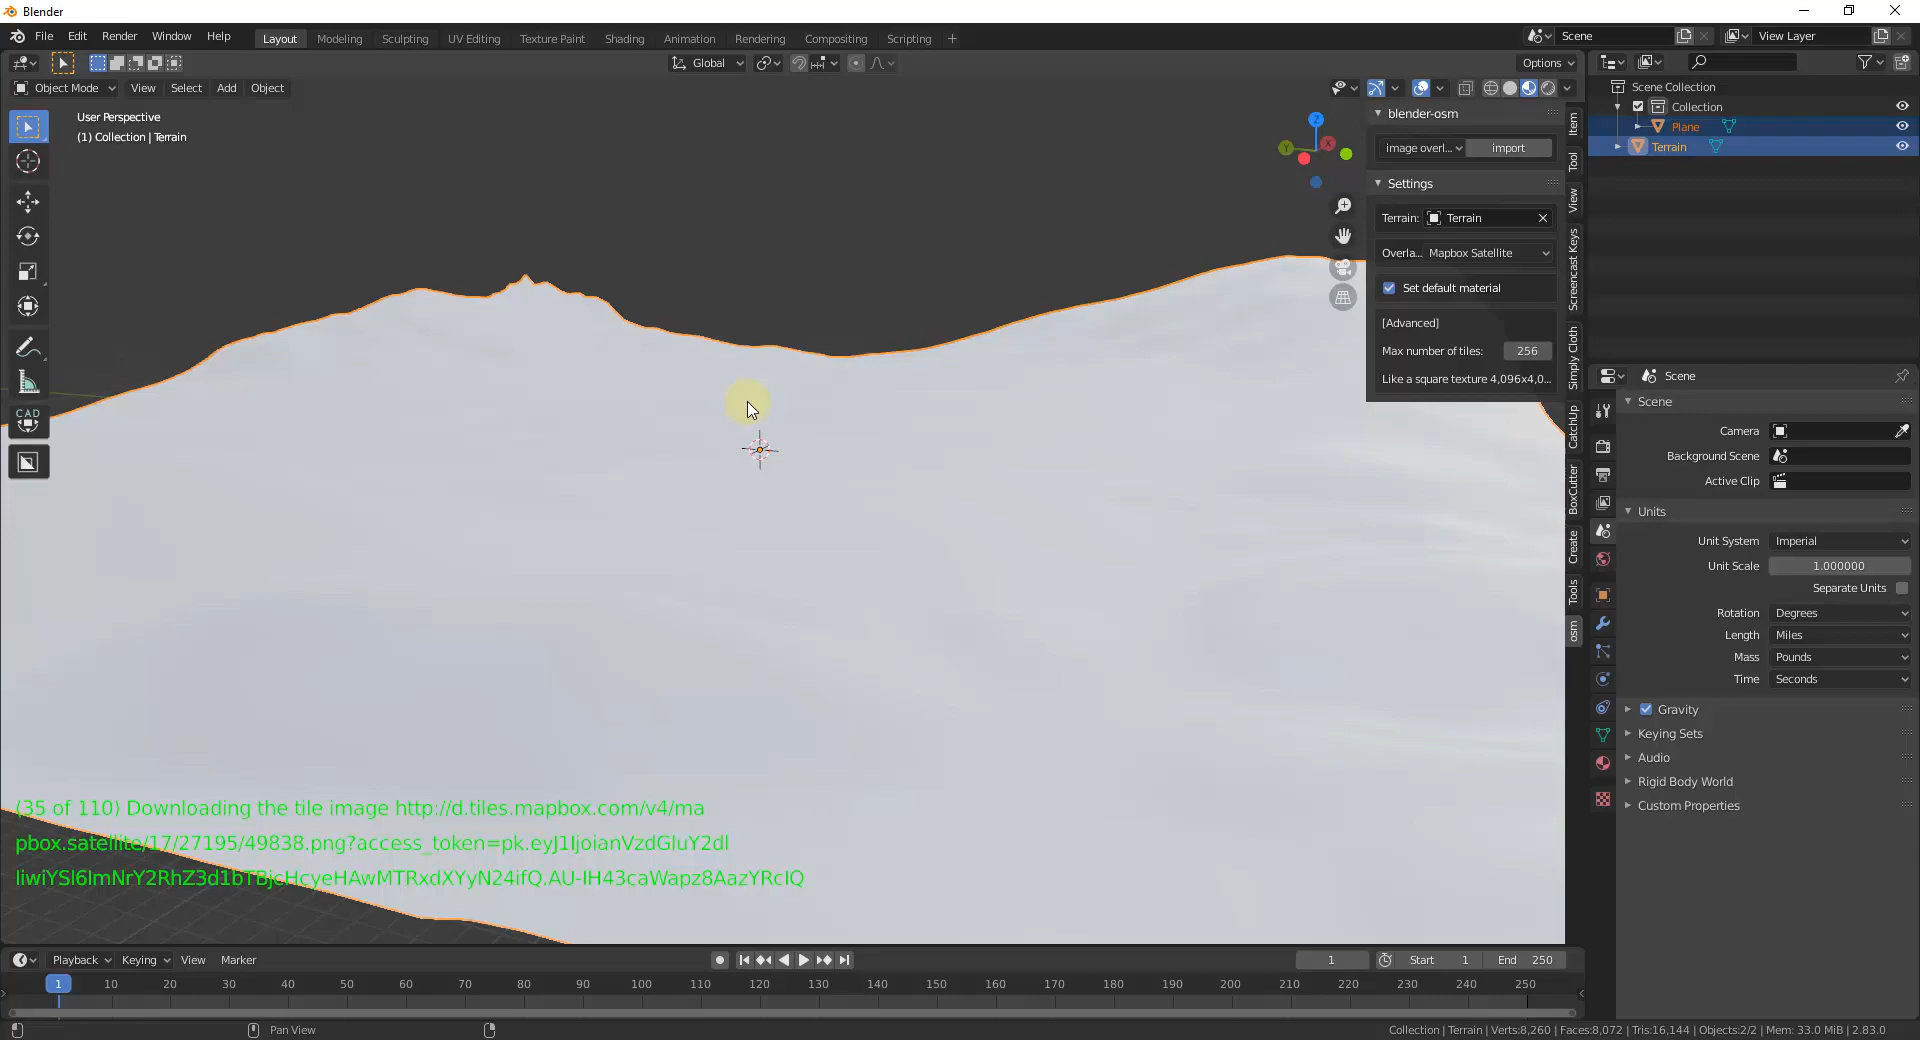 Blender
File Edit Render Window Help
Layout Modeling Sculpting UV Editing Texture Paint Shading Animation Rendering Compositing Scripting +
Scene
View Layer
Global
Options
Object Mode View Select Add Object
User Perspective
(1) Collection | Terrain
Z
X
Y
blender-osm
image overl... import
Settings
Terrain: Terrain
Overla... Mapbox Satellite
Set default material
[Advanced]
Max number of tiles: 256
Like a square texture 4,096x4,0...
Item
Tool
View
Screencast Keys
Simply Cloth
CatchUp
BoxCutter
Create
Tools
osm
CAD
Scene Collection
Collection
Plane
Terrain
Scene
Scene
Camera
Background Scene
Active Clip
Units
Unit System Imperial
Unit Scale 1.000000
Separate Units
Rotation Degrees
Length Miles
Mass Pounds
Time Seconds
Gravity
Keying Sets
Audio
Rigid Body World
Custom Properties
(35 of 110) Downloading the tile image http://d.tiles.mapbox.com/v4/ma
pbox.satellite/17/27195/49838.png?access_token=pk.eyJ1IjoianVzdGluY2dl
Playback Keying View Marker
1 Start 1 End 250
1 10 20 30 40 50 60 70 80 90 100 110 120 130 140 150 160 170 180 190 200 210 220 230 240 250
Pan View
Collection | Terrain | Verts:8,260 | Faces:8,072 | Tris:16,144 | Objects:2/2 | Mem: 33.0 MiB | 2.83.0